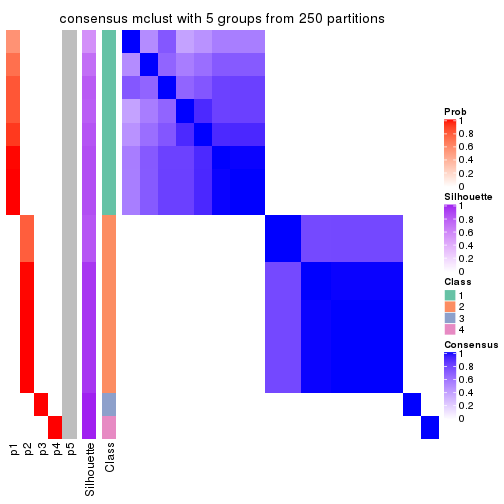 consensus mclust with 5 groups from 250 partitions
Prob
1
0.8
0.6
0.4
0.2
0
Silhouette
1
0.8
0.6
0.4
0.2
0
Class
1
2
3
4
Consensus
1
0.8
0.6
0.4
0.2
0
p1
p2
p3
p4
p5
Silhouette
Class